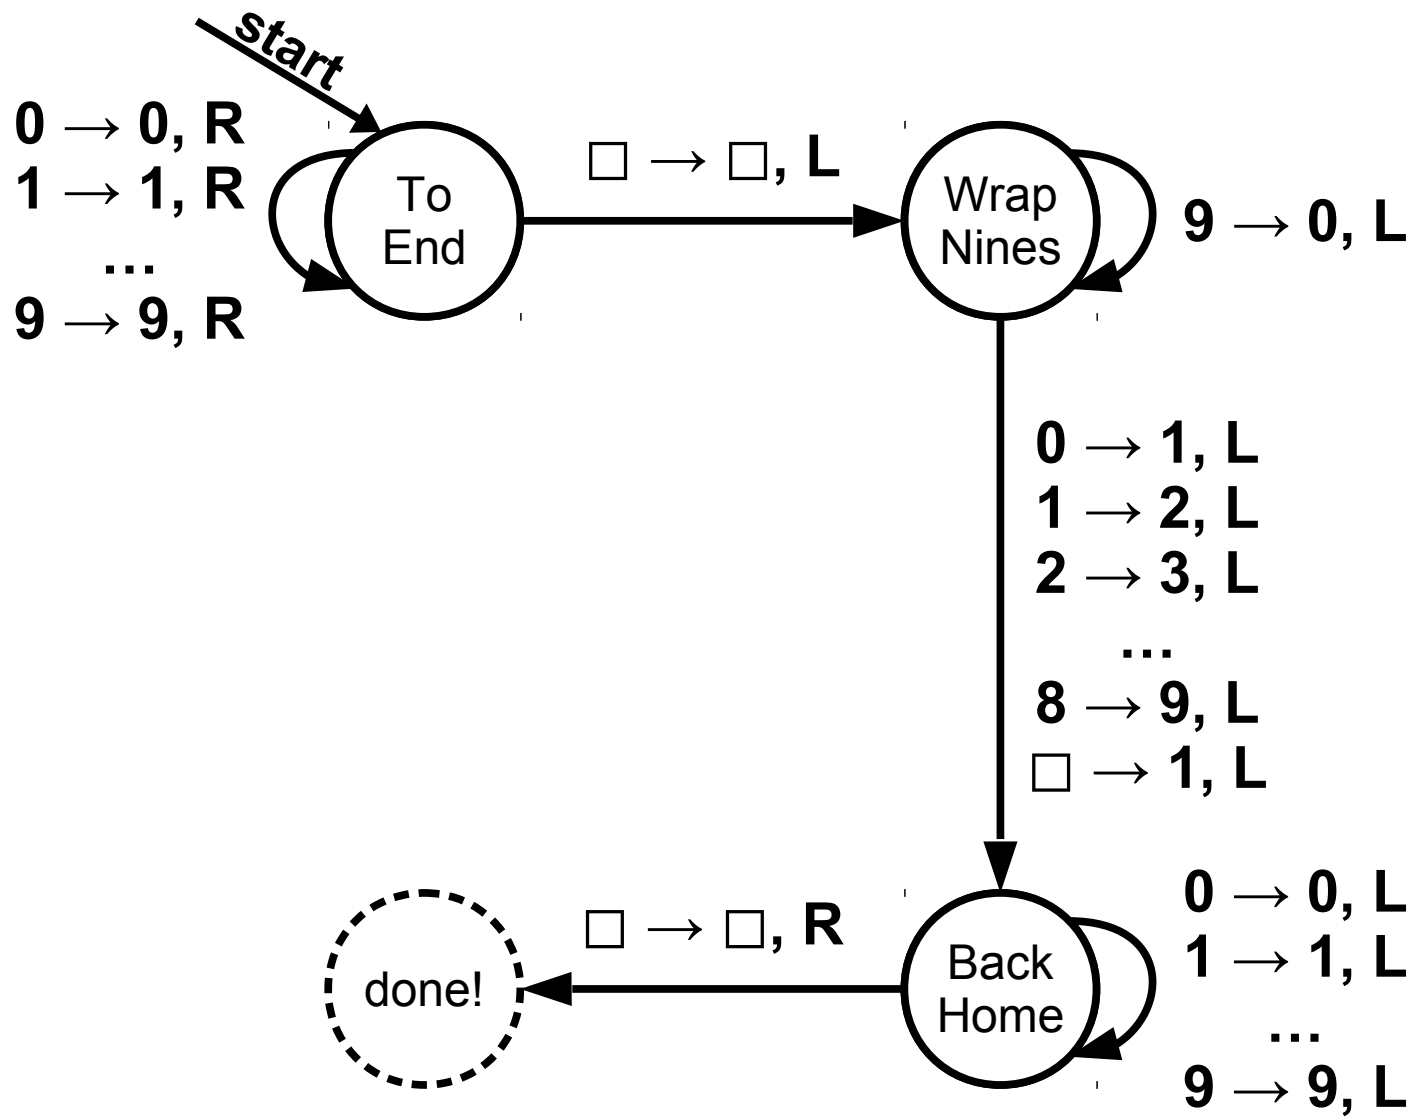 start
0 → 0, R
1 → 1, R
...
9 → 9, R
To
End
□ → □, L
Wrap
Nines
9 → 0, L
0 → 1, L
1 → 2, L
2 → 3, L
...
8 → 9, L
□ → 1, L
done!
□ → □, R
Back
Home
0 → 0, L
1 → 1, L
...
9 → 9, L